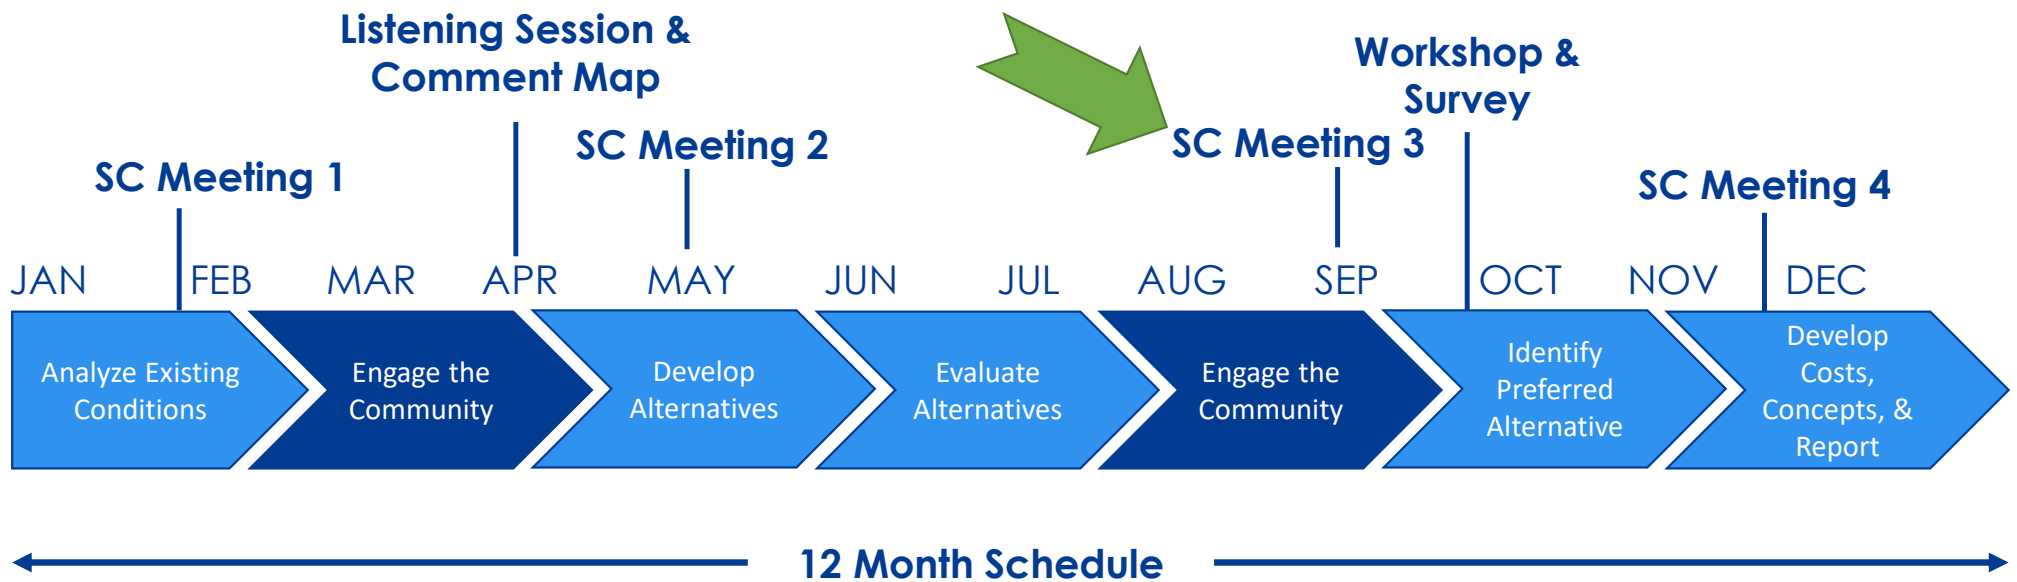 Listening Session &
Comment Map
Workshop &
Survey
SC Meeting 1
SC Meeting 2
SC Meeting 3
SC Meeting 4
JAN FEB MAR APR MAY JUN JUL AUG SEP OCT NOV DEC
Analyze Existing
Conditions
Engage the
Community
Develop
Alternatives
Evaluate
Alternatives
Engage the
Community
Identify
Preferred
Alternative
Develop
Costs,
Concepts, &
Report
12 Month Schedule